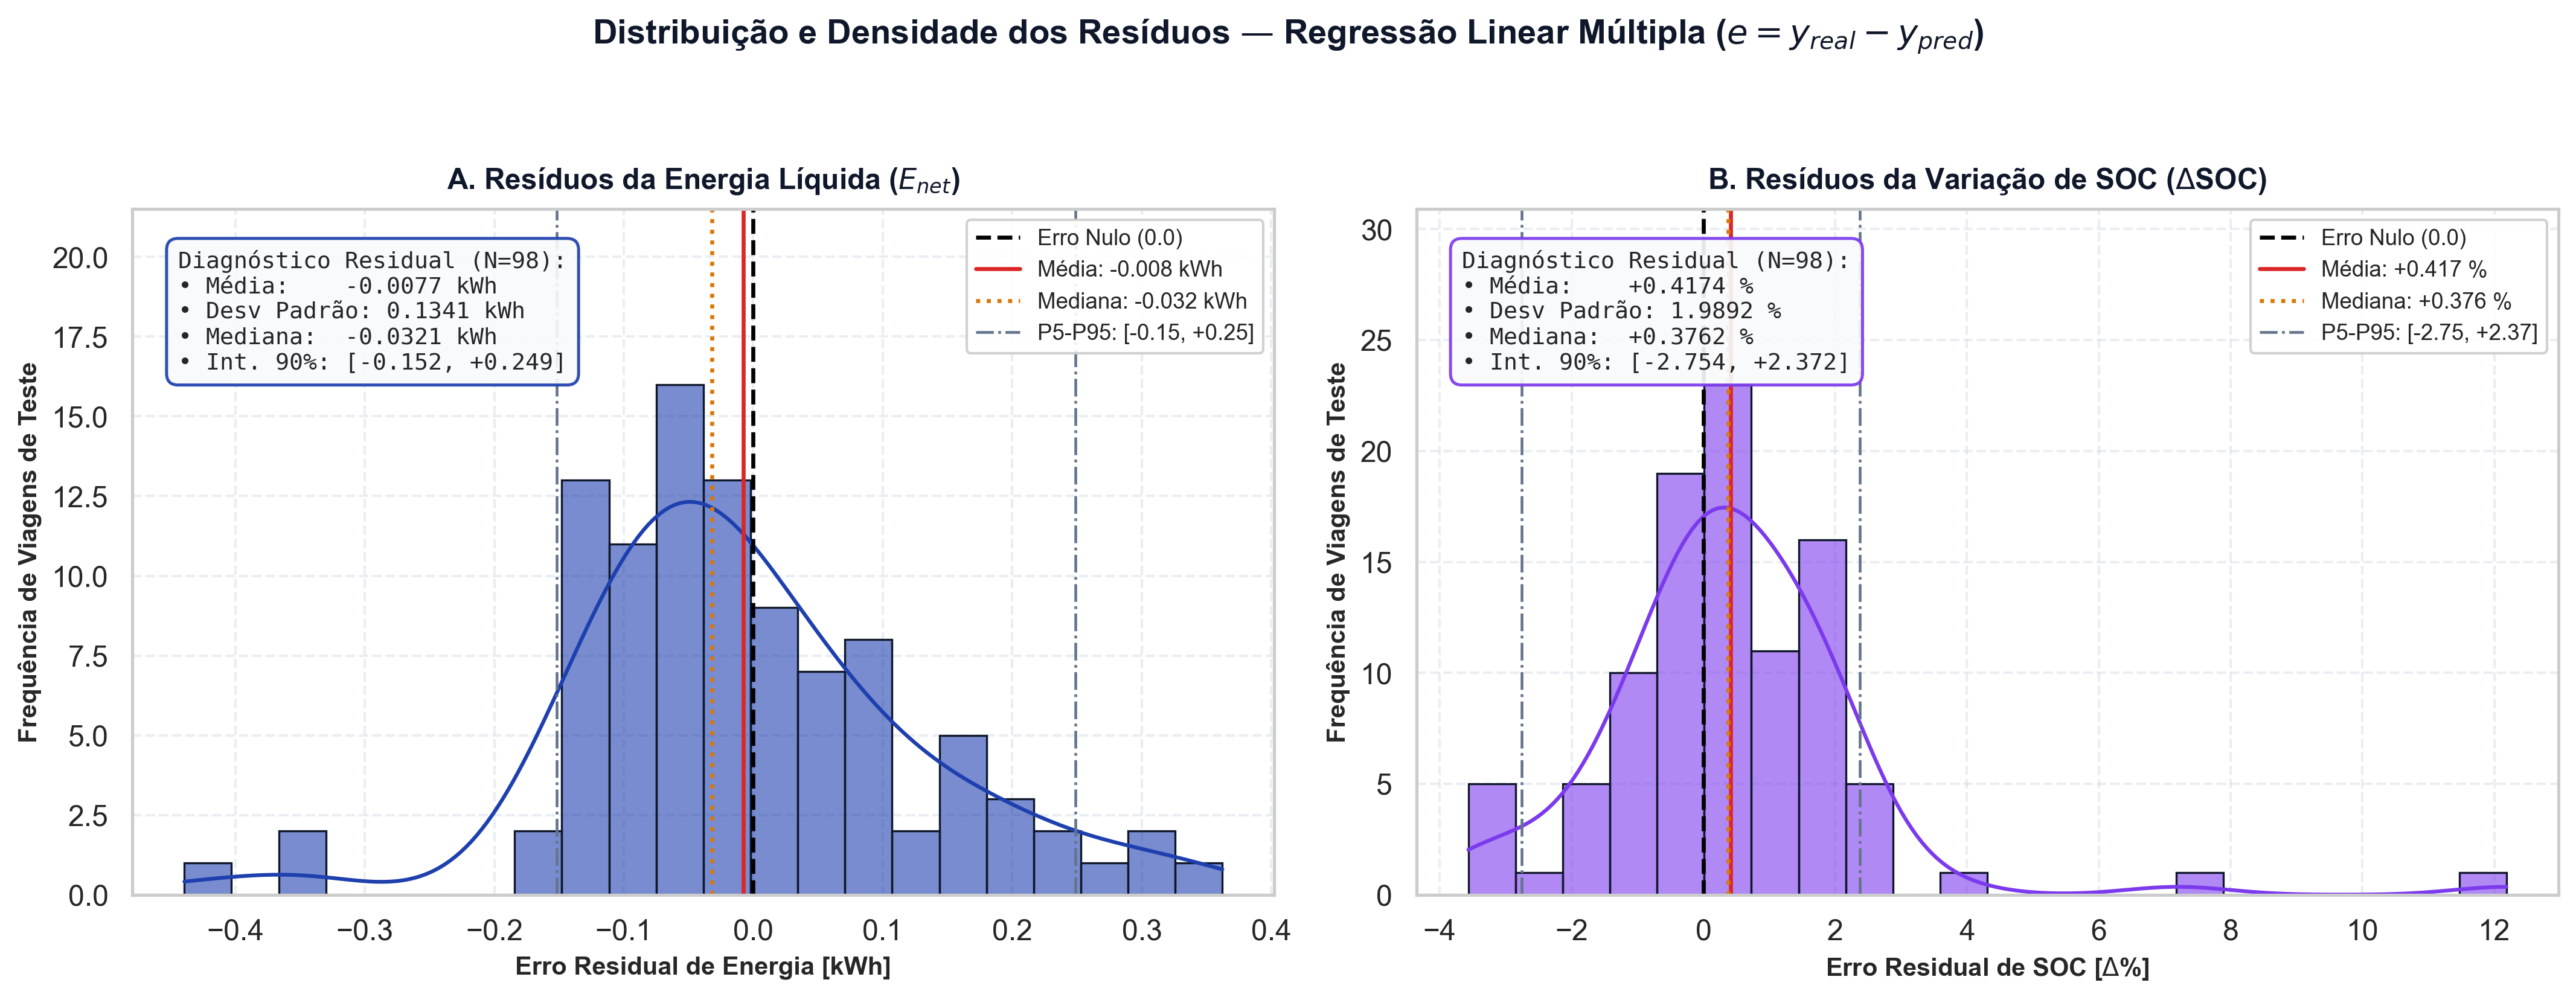 Distribuição e Densidade dos Resíduos — Regressão Linear Múltipla (e = y_real − y_pred)
A. Resíduos da Energia Líquida (E_net)
Diagnóstico Residual (N=98):
• Média:    -0.0077 kWh
• Desv Padrão: 0.1341 kWh
• Mediana:  -0.0321 kWh
• Int. 90%: [-0.152, +0.249]
Erro Nulo (0.0)
Média: -0.008 kWh
Mediana: -0.032 kWh
P5-P95: [-0.15, +0.25]
Frequência de Viagens de Teste
20.0
17.5
15.0
12.5
10.0
7.5
5.0
2.5
0.0
−0.4 −0.3 −0.2 −0.1 0.0 0.1 0.2 0.3 0.4
Erro Residual de Energia [kWh]
B. Resíduos da Variação de SOC (ΔSOC)
Diagnóstico Residual (N=98):
• Média:    +0.4174 %
• Desv Padrão: 1.9892 %
• Mediana:  +0.3762 %
• Int. 90%: [-2.754, +2.372]
Erro Nulo (0.0)
Média: +0.417 %
Mediana: +0.376 %
P5-P95: [-2.75, +2.37]
Frequência de Viagens de Teste
30
25
20
15
10
5
0
−4 −2 0 2 4 6 8 10 12
Erro Residual de SOC [Δ%]